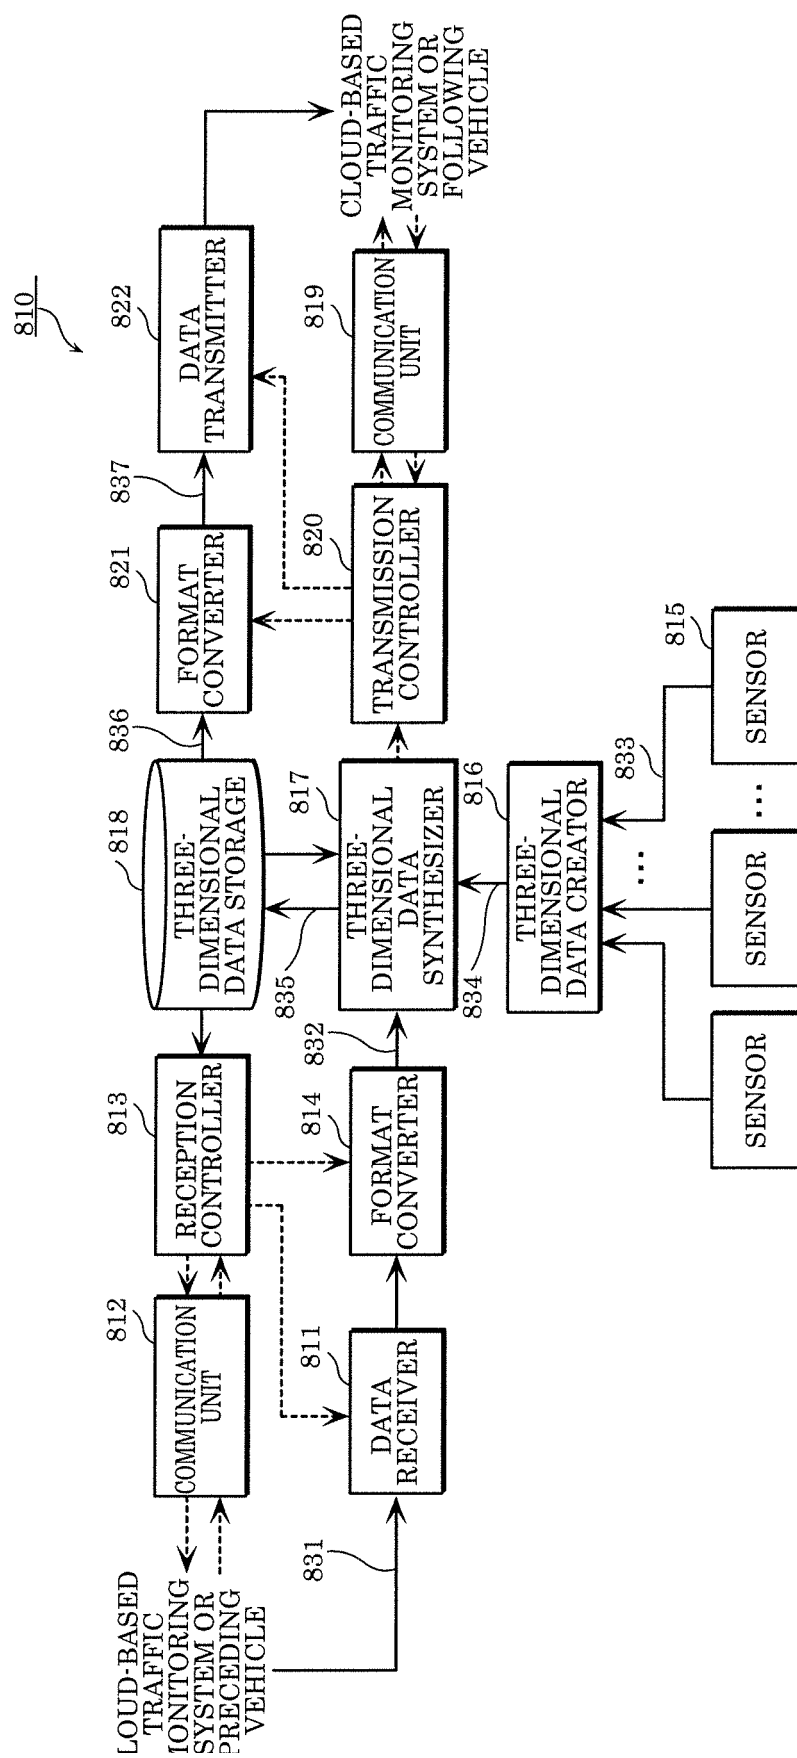 810
LOUD-BASED
TRAFFIC
MONITORING
SYSTEM OR
PRECEDING
VEHICLE
812
COMMUNICATION
UNIT
813
RECEPTION
CONTROLLER
818
THREE-
DIMENSIONAL
DATA STORAGE
836
821
FORMAT
CONVERTER
837
822
DATA
TRANSMITTER
CLOUD-BASED
TRAFFIC
MONITORING
SYSTEM OR
FOLLOWING
VEHICLE
831
811
DATA
RECEIVER
814
FORMAT
CONVERTER
832
835
817
THREE-
DIMENSIONAL
DATA
SYNTHESIZER
820
TRANSMISSION
CONTROLLER
819
COMMUNICATION
UNIT
834
816
THREE-
DIMENSIONAL
DATA CREATOR
833
...
815
SENSOR
SENSOR
...
SENSOR